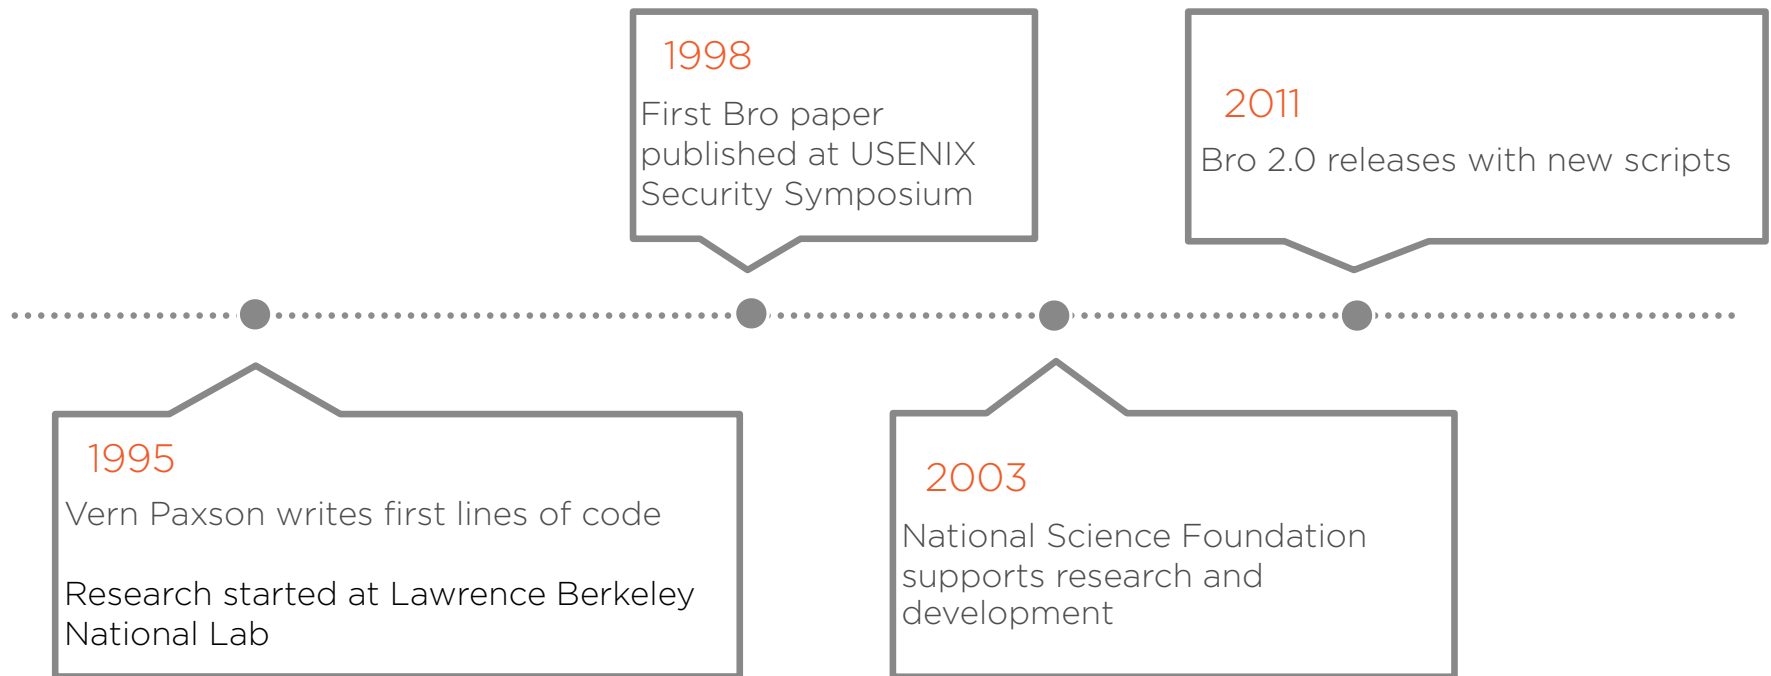 1995
Vern Paxson writes first lines of code
Research started at Lawrence Berkeley
National Lab
1998
First Bro paper
published at USENIX
Security Symposium
2003
National Science Foundation
supports research and
development
2011
Bro 2.0 releases with new scripts